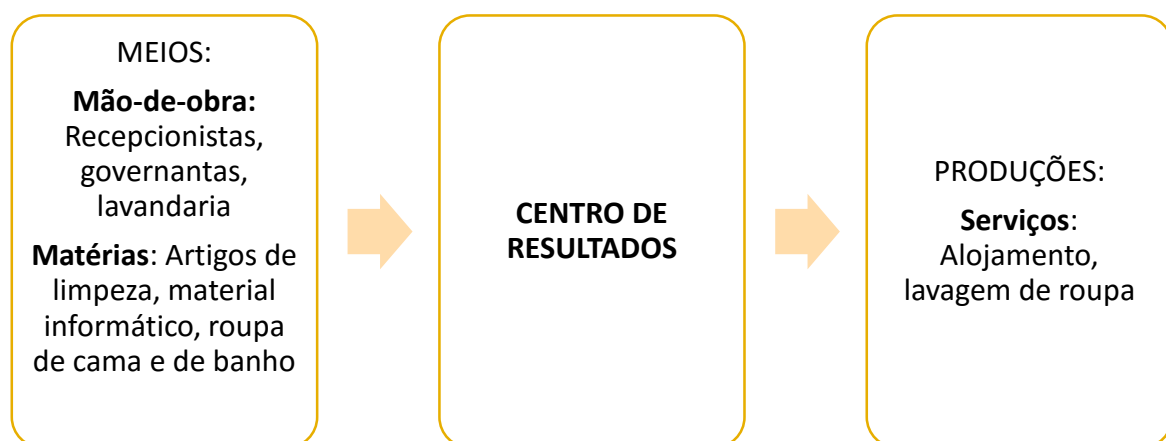 MEIOS:
Mão-de-obra:
Recepcionistas,
governantas,
lavandaria
Matérias: Artigos de
limpeza, material
informático, roupa
de cama e de banho
CENTRO DE
RESULTADOS
PRODUÇÕES:
Serviços:
Alojamento,
lavagem de roupa